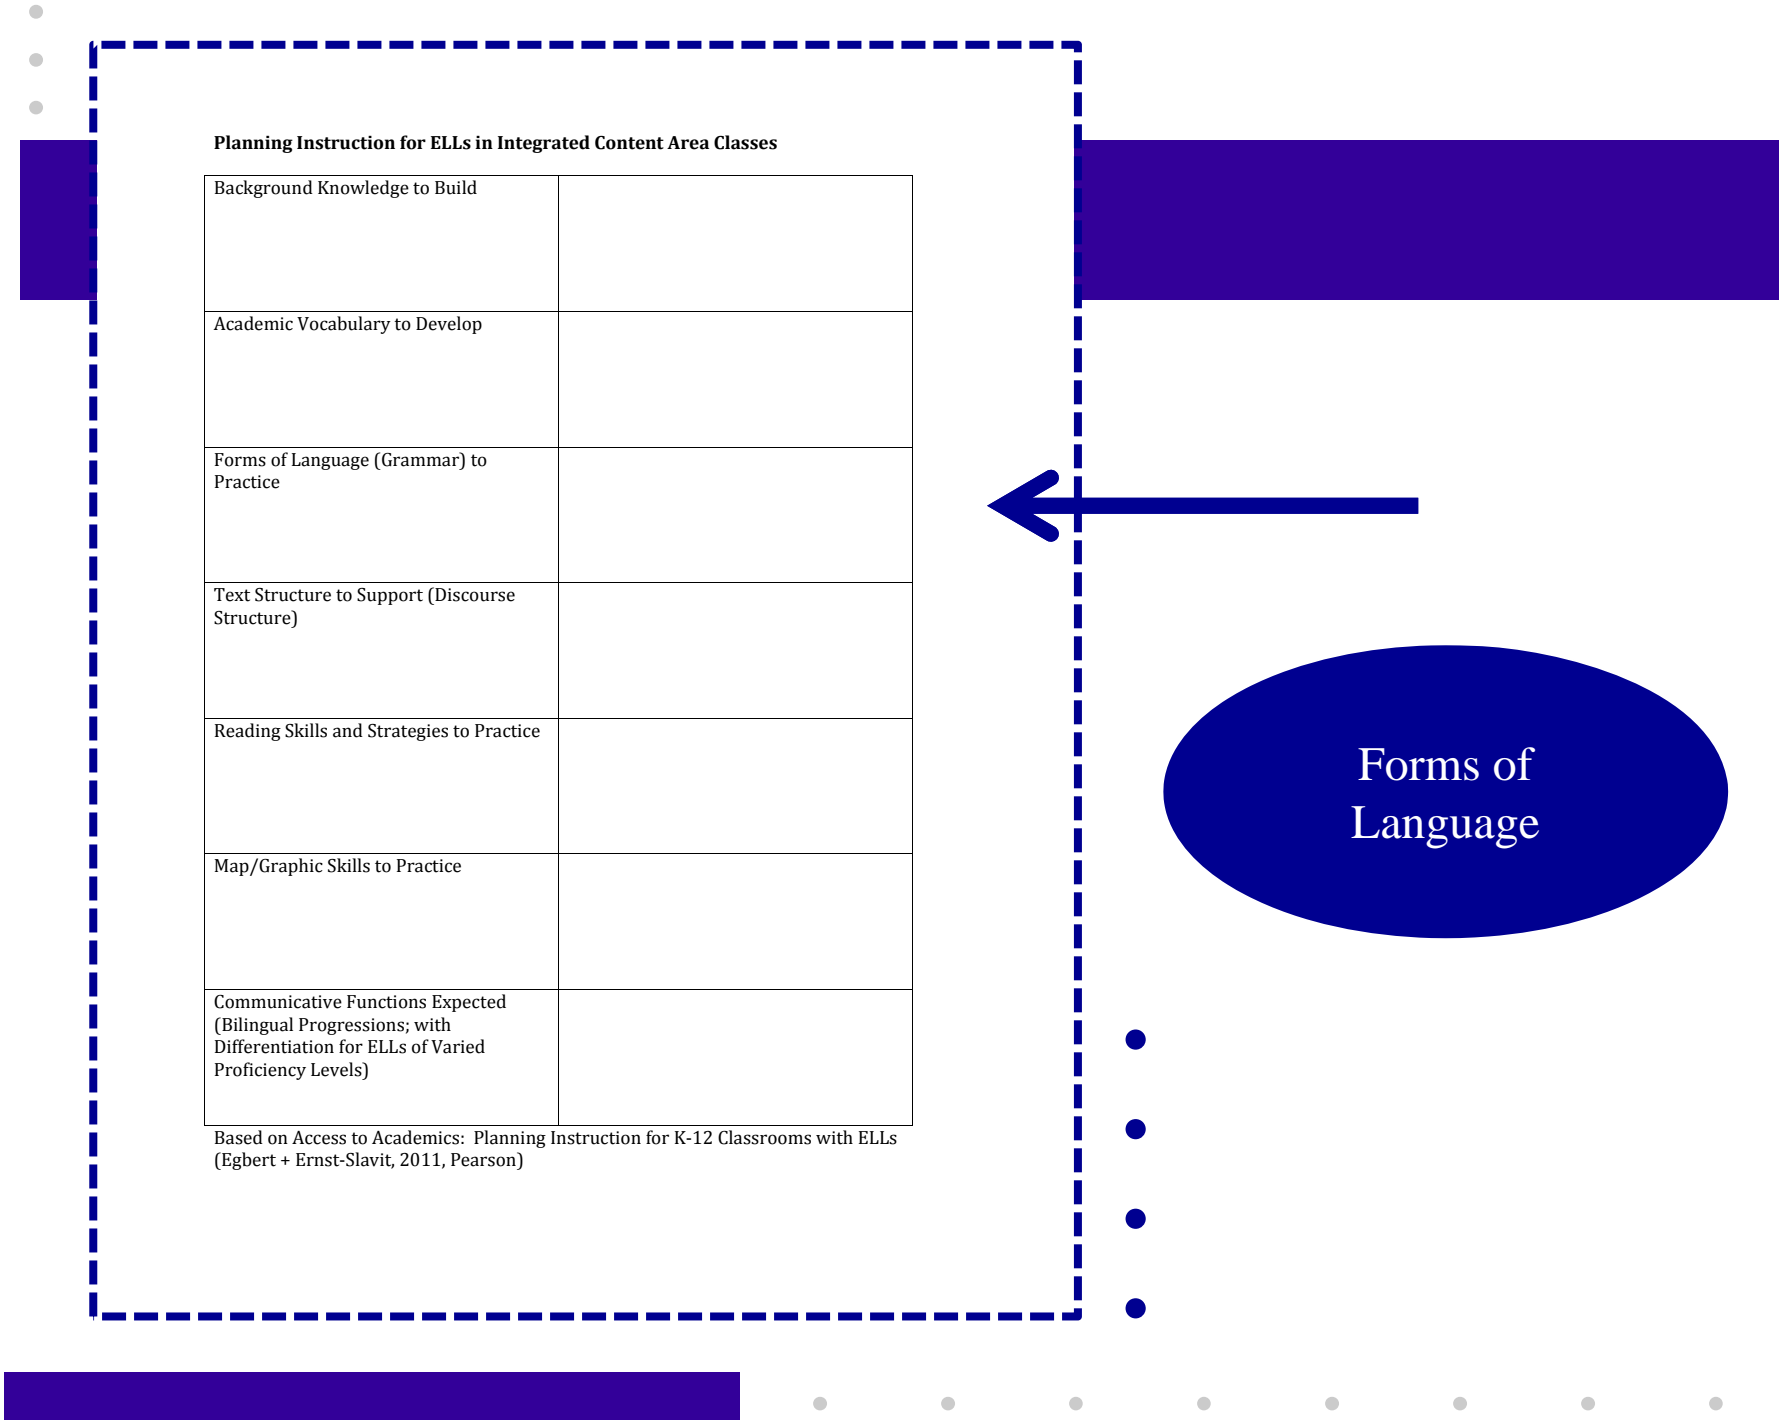 Planning Instruction for ELLs in Integrated Content Area Classes
Background Knowledge to Build
Academic Vocabulary to Develop
Forms of Language (Grammar) to
Practice
Text Structure to Support (Discourse
Structure)
Reading Skills and Strategies to Practice
Map/Graphic Skills to Practice
Communicative Functions Expected
(Bilingual Progressions; with
Differentiation for ELLs of Varied
Proficiency Levels)
Based on Access to Academics:  Planning Instruction for K-12 Classrooms with ELLs
(Egbert + Ernst-Slavit, 2011, Pearson)
Forms of
Language